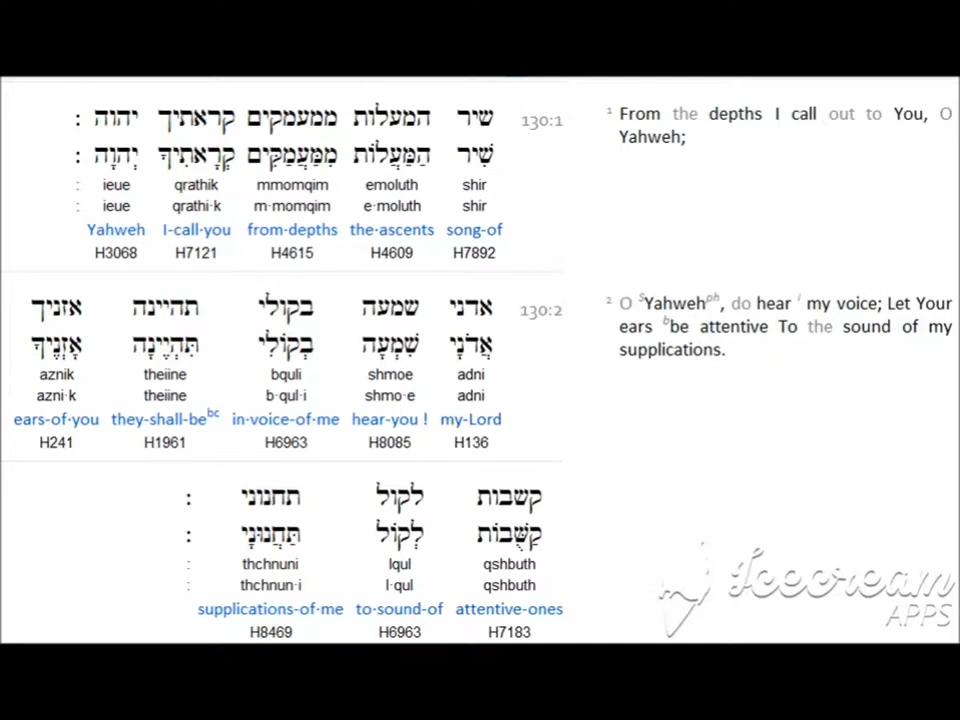 130:1 שיר המעלות ממעמקים קראתיך יהוה :
שִׁיר הַמַּעֲלוֹת מִמַּעֲמַקִּים קְרָאתִיךָ יְהוָה :
: ieue qrathik mmomqim emoluth shir
: ieue qrathi·k m·momqim e·moluth shir
Yahweh I-call·you from·depths the·ascents song-of
H3068 H7121 H4615 H4609 H7892
1 From the depths I call out to You, O
Yahweh;
130:2 אדני שמעה בקולי תהיינה אזניך
אֲדֹנָי שִׁמְעָה בְקוֹלִי תִּהְיֶינָה אָזְנֶיךָ
aznik theiine bquli shmoe adni
azni·k theiine b·qul·i shmo·e adni
ears-of·you they-shall-be bc in·voice-of·me hear-you ! my-Lord
H241 H1961 H6963 H8085 H136
2 O S Yahweh ph, do hear i my voice; Let Your
ears b be attentive To the sound of my
supplications.
קשבות לקול תחנוני :
קַשֻּׁבוֹת לְקוֹל תַּחֲנוּנָי :
: thchnuni lqul qshbuth
: thchnun·i l·qul qshbuth
supplications-of·me to·sound-of attentive-ones
H8469 H6963 H7183
Icecream
APPS